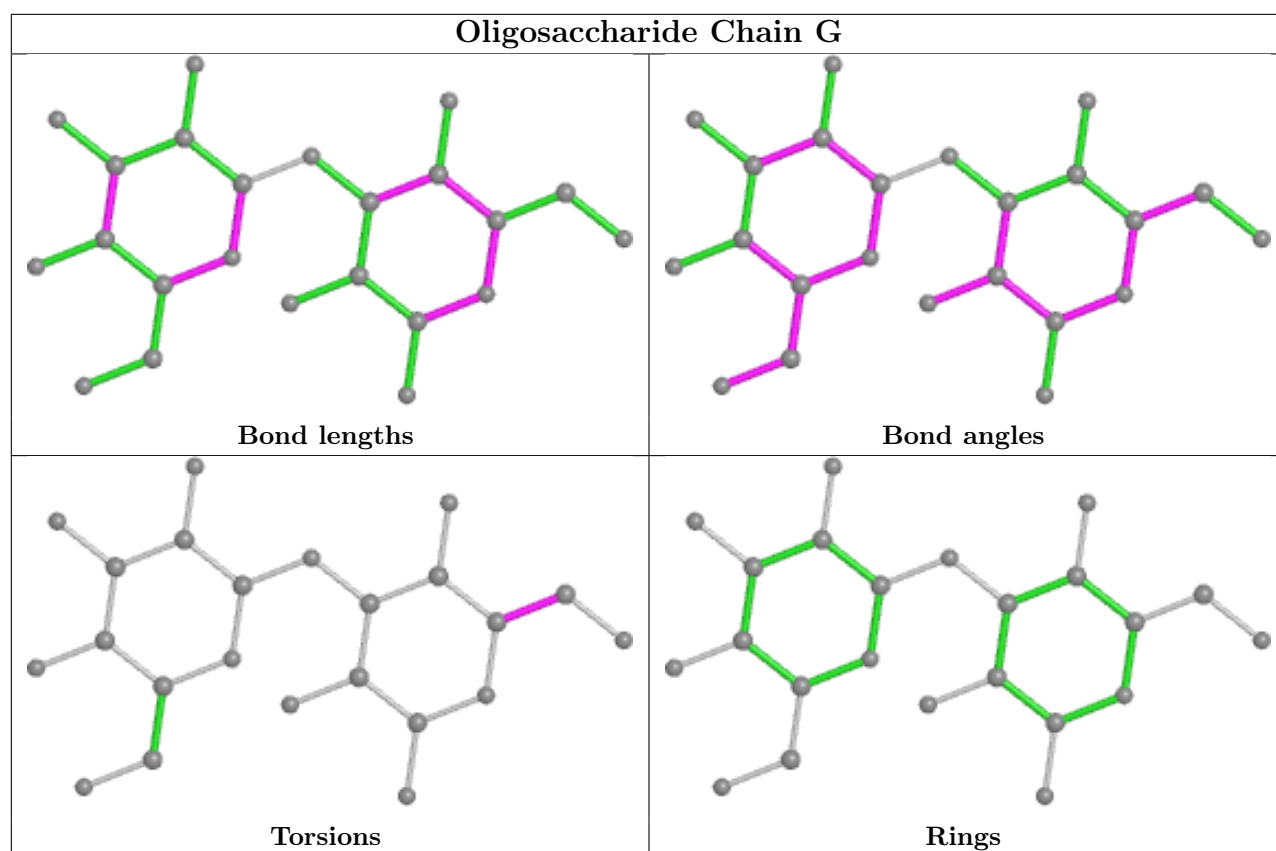 Oligosaccharide Chain G
Bond lengths
Bond angles
Torsions
Rings